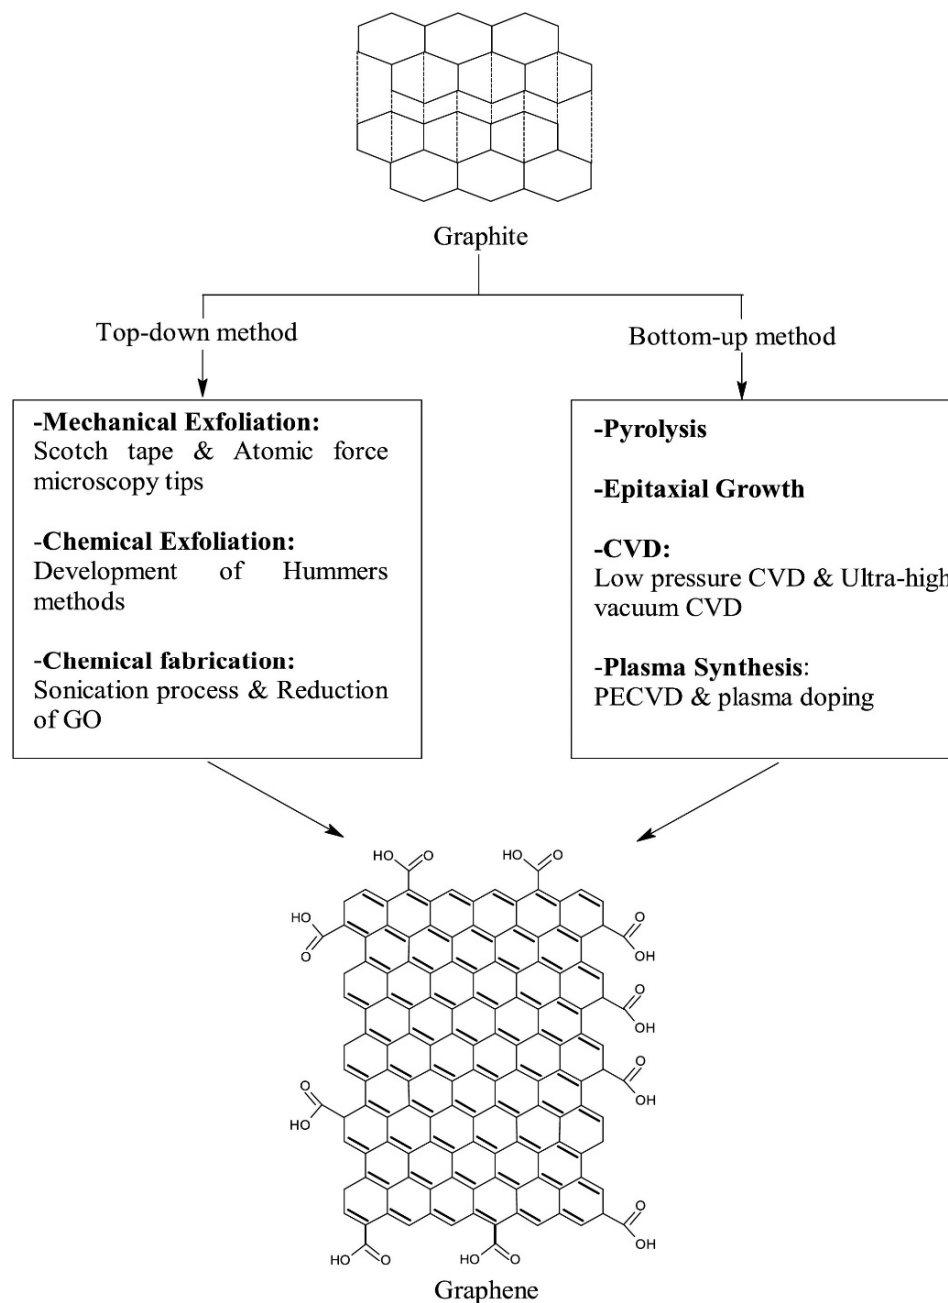 Graphite
Top-down method
Bottom-up method
-Mechanical Exfoliation:
Scotch tape & Atomic force
microscopy tips
-Chemical Exfoliation:
Development of Hummers
methods
-Chemical fabrication:
Sonication process & Reduction
of GO
-Pyrolysis
-Epitaxial Growth
-CVD:
Low pressure CVD & Ultra-high
vacuum CVD
-Plasma Synthesis:
PECVD & plasma doping
HO O
HO O
HO
O
O
OH
O
OH
O
OH
O
HO
O
OH
HO O
HO O
Graphene